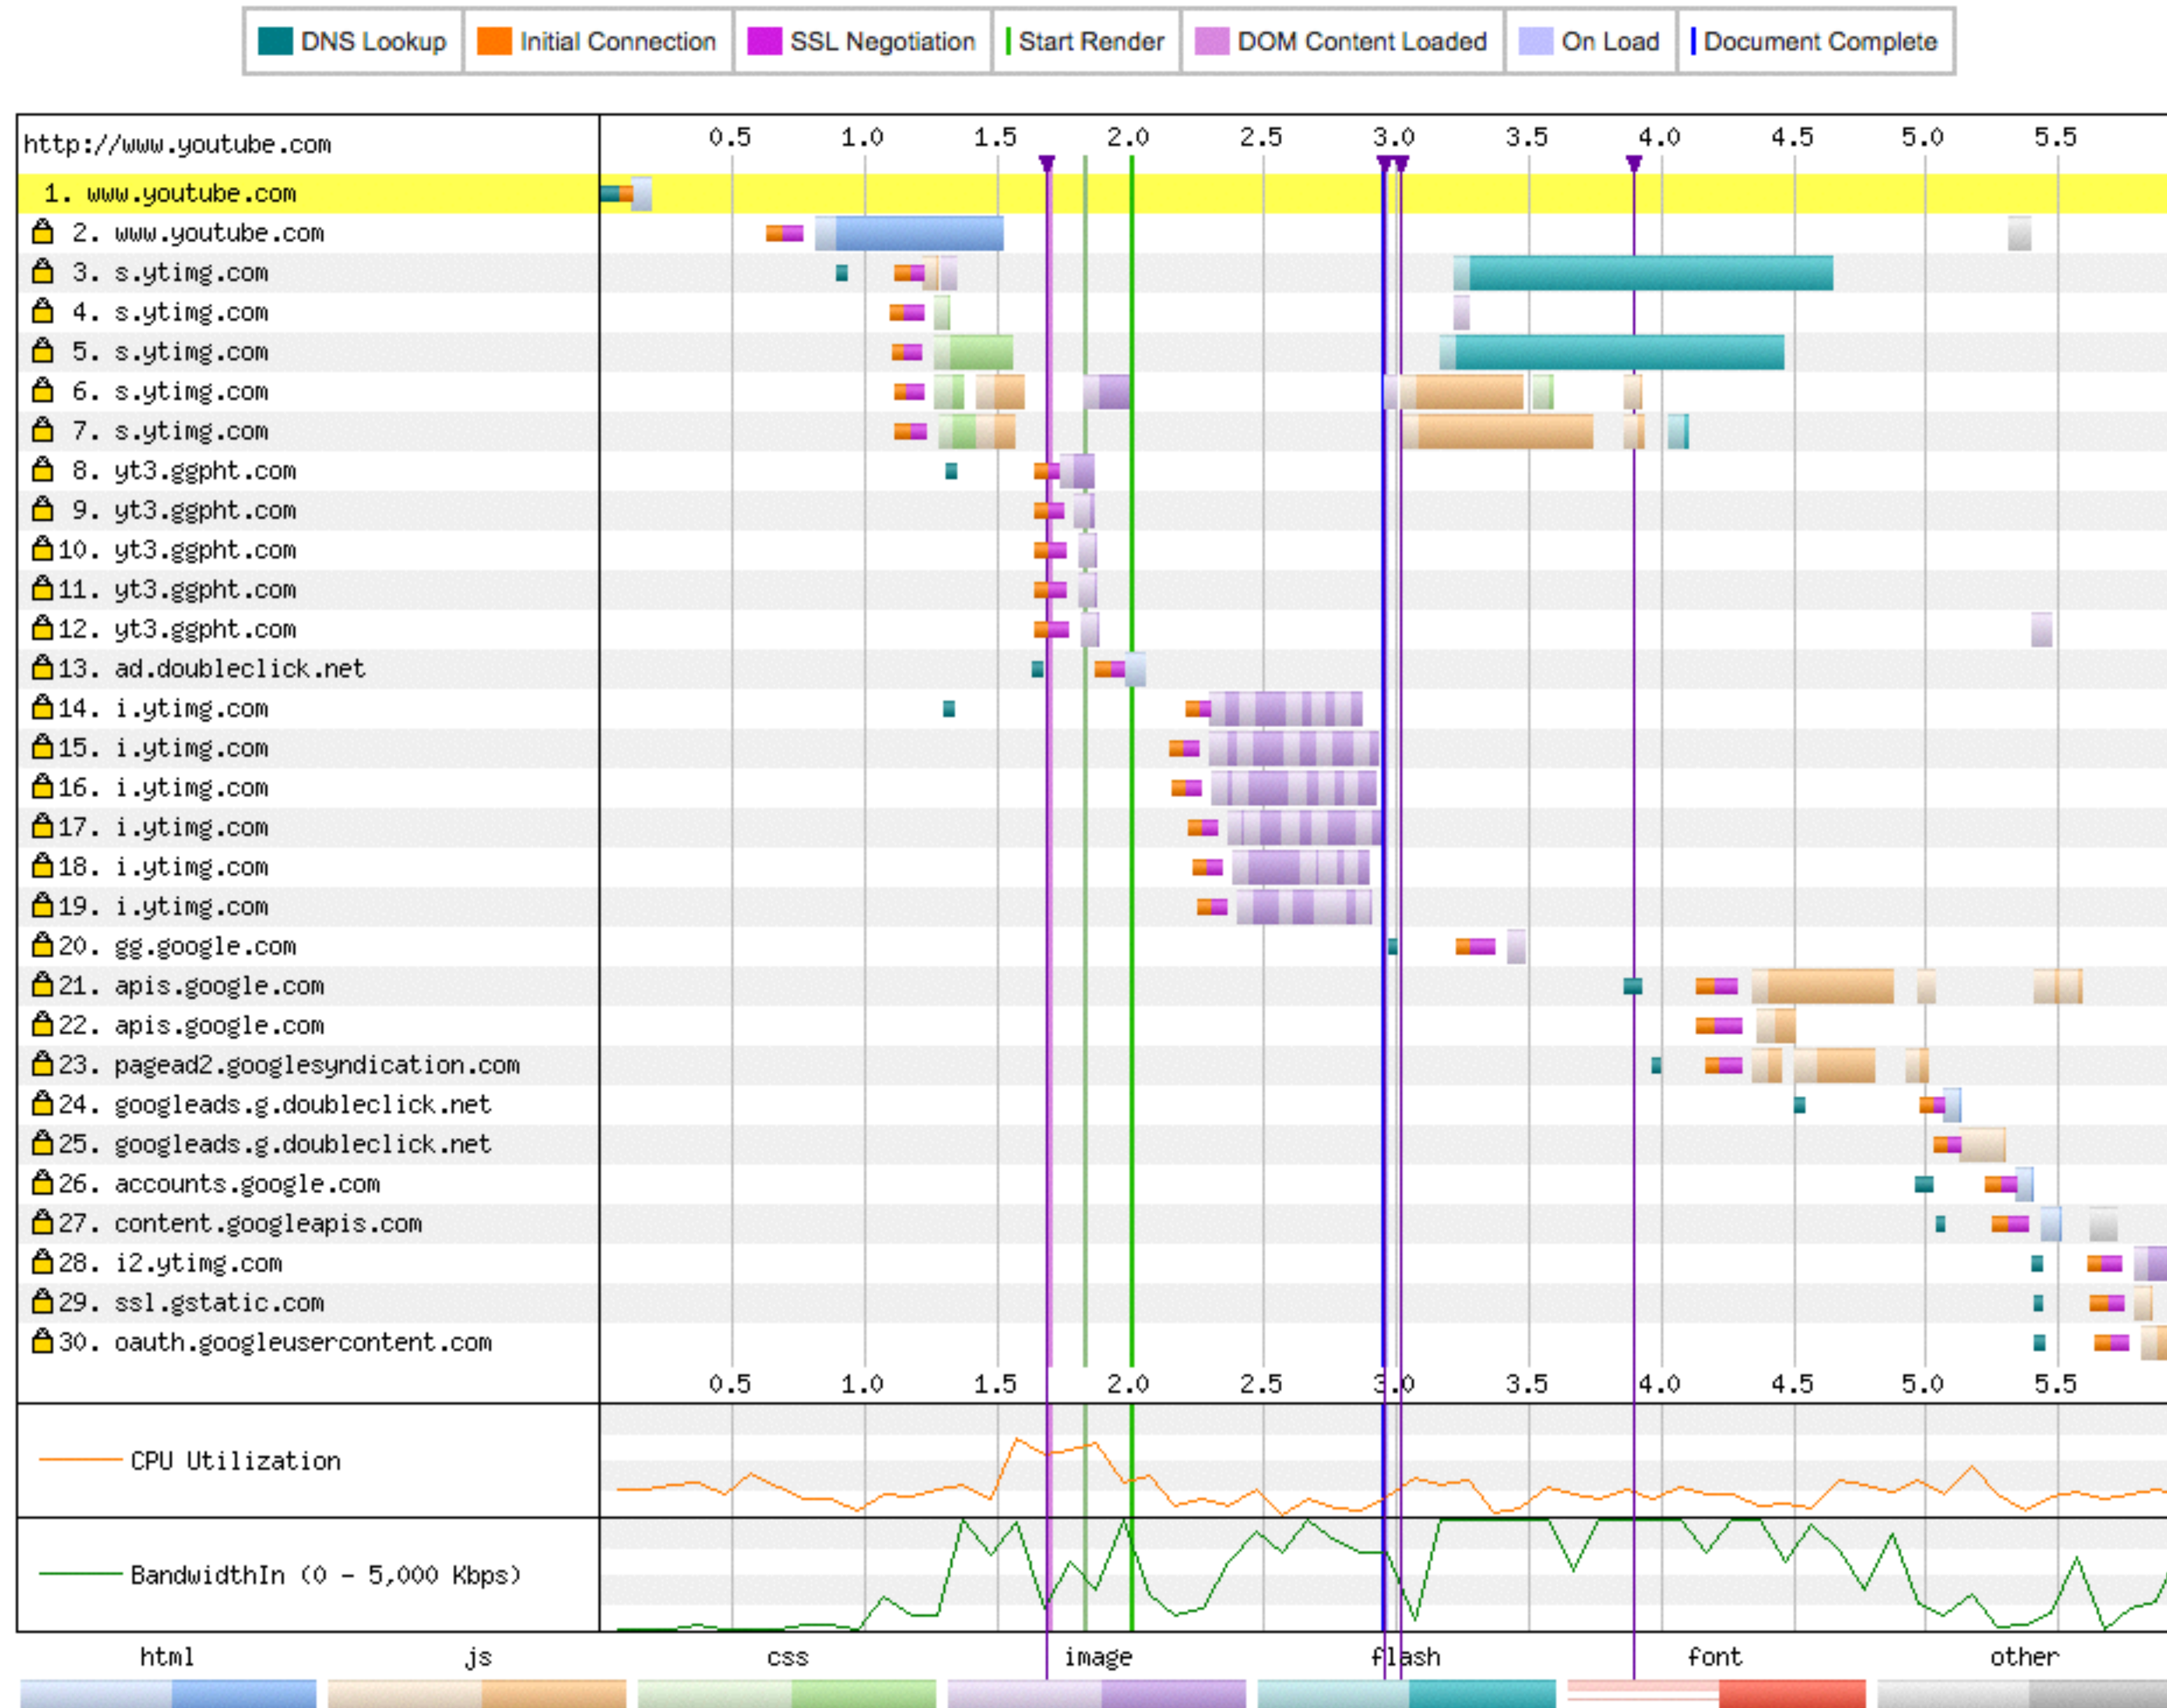 DNS Lookup Initial Connection SSL Negotiation Start Render DOM Content Loaded On Load Document Complete
http://www.youtube.com 0.5 1.0 1.5 2.0 2.5 3.0 3.5 4.0 4.5 5.0 5.5
1. www.youtube.com
2. www.youtube.com
3. s.ytimg.com
4. s.ytimg.com
5. s.ytimg.com
6. s.ytimg.com
7. s.ytimg.com
8. yt3.ggpht.com
9. yt3.ggpht.com
10. yt3.ggpht.com
11. yt3.ggpht.com
12. yt3.ggpht.com
13. ad.doubleclick.net
14. i.ytimg.com
15. i.ytimg.com
16. i.ytimg.com
17. i.ytimg.com
18. i.ytimg.com
19. i.ytimg.com
20. gg.google.com
21. apis.google.com
22. apis.google.com
23. pagead2.googlesyndication.com
24. googleads.g.doubleclick.net
25. googleads.g.doubleclick.net
26. accounts.google.com
27. content.googleapis.com
28. i2.ytimg.com
29. ssl.gstatic.com
30. oauth.googleusercontent.com
0.5 1.0 1.5 2.0 2.5 3.0 3.5 4.0 4.5 5.0 5.5
CPU Utilization
BandwidthIn (0 - 5,000 Kbps)
html js css image flash font other